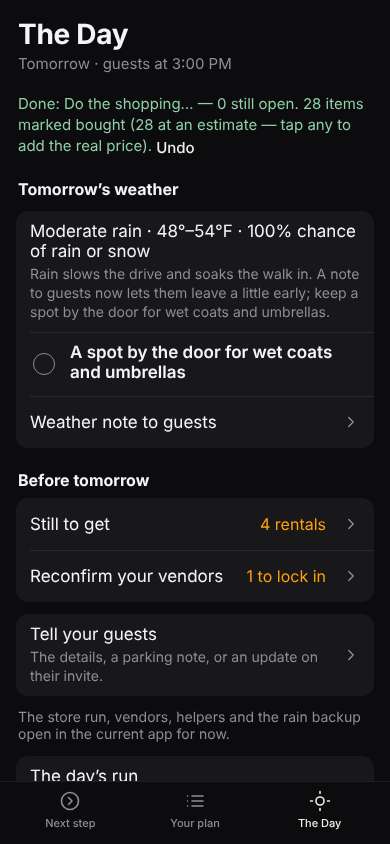 The Day
Tomorrow · guests at 3:00 PM
Done: Do the shopping… — 0 still open. 28 items
marked bought (28 at an estimate — tap any to
add the real price). Undo
Tomorrow’s weather
Moderate rain · 48°–54°F · 100% chance
of rain or snow
Rain slows the drive and soaks the walk in. A note
to guests now lets them leave a little early; keep a
spot by the door for wet coats and umbrellas.
A spot by the door for wet coats
and umbrellas
Weather note to guests
Before tomorrow
Still to get 4 rentals
Reconfirm your vendors 1 to lock in
Tell your guests
The details, a parking note, or an update on
their invite.
The store run, vendors, helpers and the rain backup
open in the current app for now.
The day’s run
Next step Your plan The Day